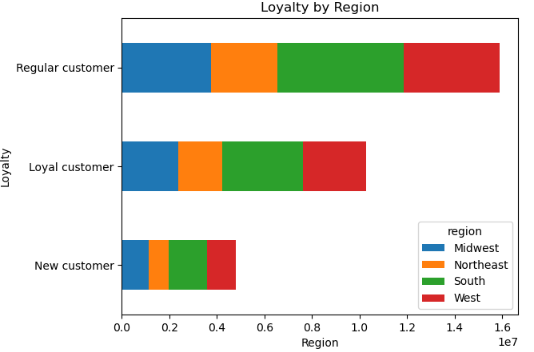 Loyalty by Region
Loyalty
Regular customer
Loyal customer
New customer
region
Midwest
Northeast
South
West
0.0 0.2 0.4 0.6 0.8 1.0 1.2 1.4 1.6
1e7
Region